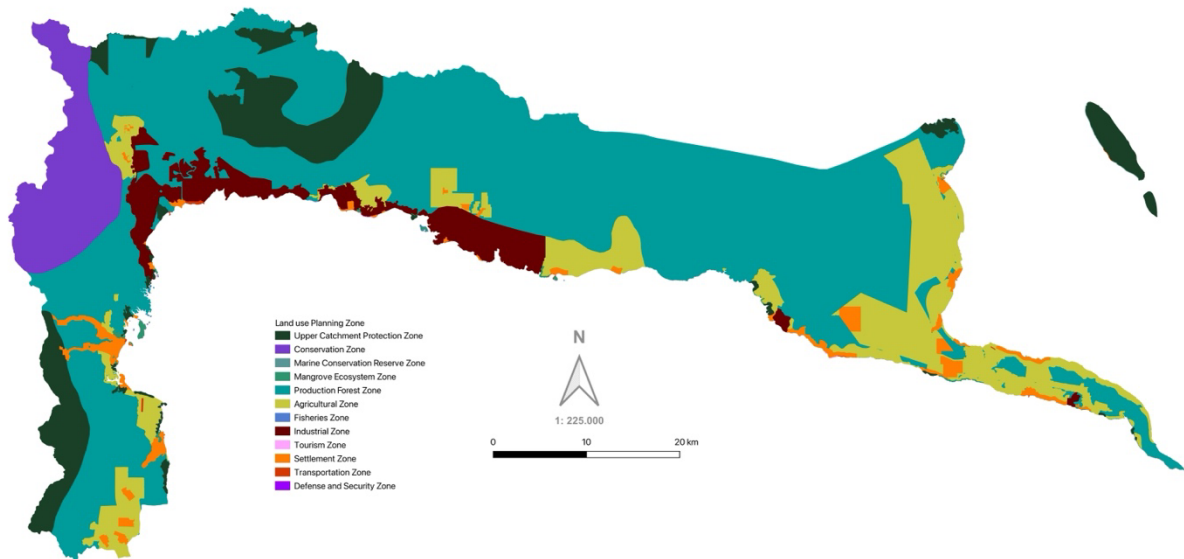 Land use Planning Zone
Upper Catchment Protection Zone
Conservation Zone
Marine Conservation Reserve Zone
Mangrove Ecosystem Zone
Production Forest Zone
Agricultural Zone
Fisheries Zone
Industrial Zone
Tourism Zone
Settlement Zone
Transportation Zone
Defense and Security Zone
N
1: 225.000
0 10 20 km